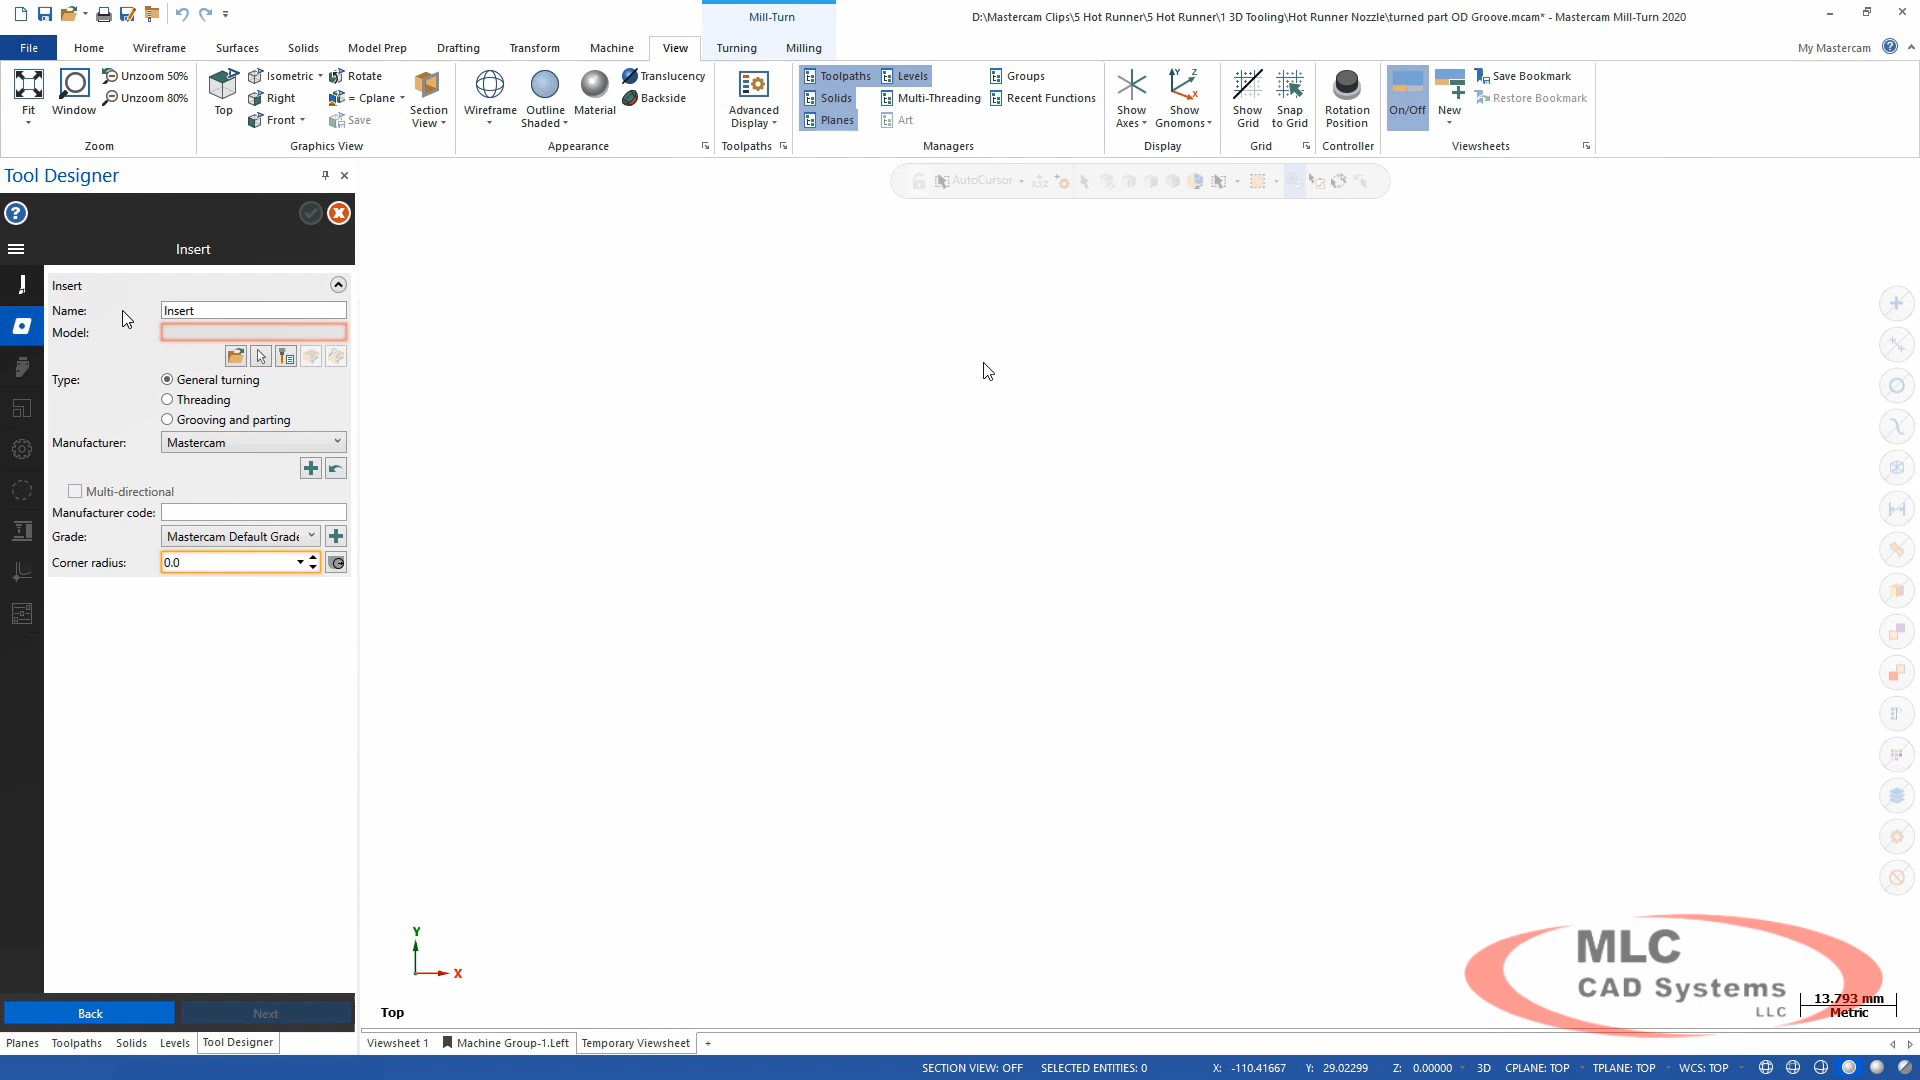 Mill-Turn
D:\Mastercam Clips\5 Hot Runner\5 Hot Runner\1 3D Tooling\Hot Runner Nozzle\turned part OD Groove.mcam* - Mastercam Mill-Turn 2020
File Home Wireframe Surfaces Solids Model Prep Drafting Transform Machine View Turning Milling My Mastercam
Unzoom 50% Isometric Rotate Translucency Toolpaths Levels Groups Save Bookmark
Unzoom 80% Right = Cplane Backside Solids Multi-Threading Recent Functions Restore Bookmark
Front Save Planes Art
Fit Window Top Section View Wireframe Outline Shaded Material Advanced Display Show Axes Show Gnomons Show Grid Snap to Grid Rotation Position On/Off New
Zoom Graphics View Appearance Toolpaths Managers Display Grid Controller Viewsheets
Tool Designer
AutoCursor
Insert
Insert
Name: Insert
Model:
Type: General turning
Threading
Grooving and parting
Manufacturer: Mastercam
Multi-directional
Manufacturer code:
Grade: Mastercam Default Grade
Corner radius: 0.0
Y
X
Top
MLC
CAD Systems
LLC
13.793 mm
Metric
Back Next
Planes Toolpaths Solids Levels Tool Designer Viewsheet 1 Machine Group-1.Left Temporary Viewsheet +
SECTION VIEW: OFF SELECTED ENTITIES: 0 X: -110.41667 Y: 29.02299 Z: 0.00000 3D CPLANE: TOP TPLANE: TOP WCS: TOP